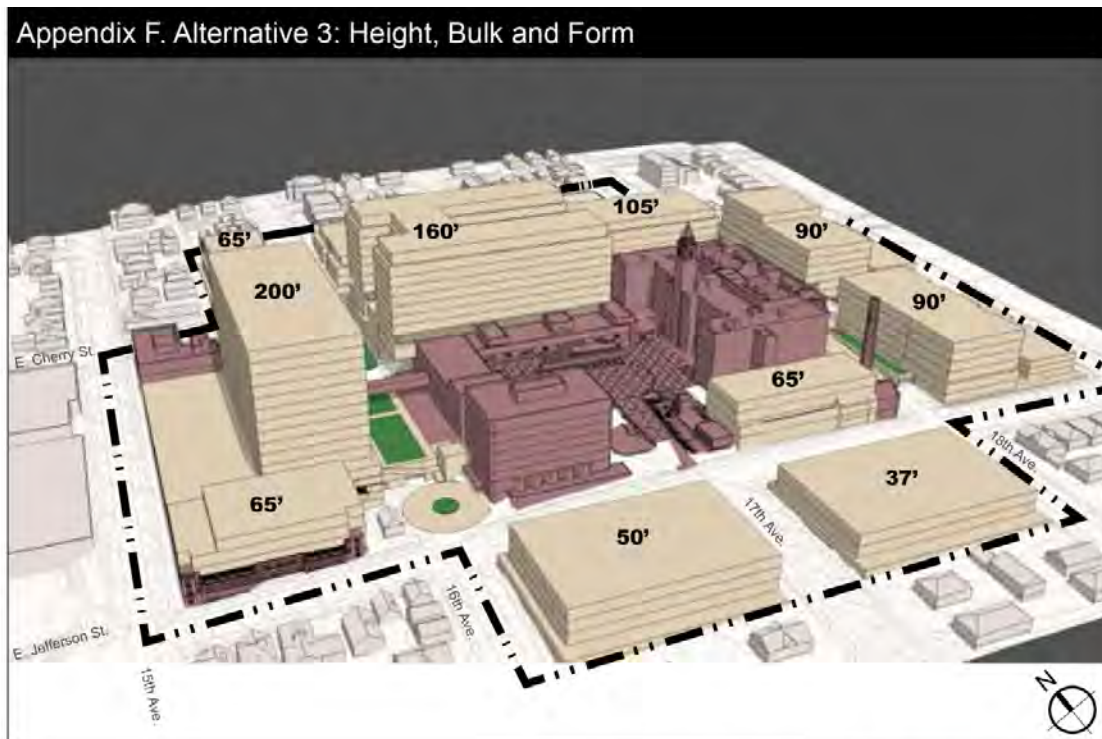 Appendix F. Alternative 3: Height, Bulk and Form
105'
65'
160'
90'
200'
90'
E. Cherry St.
65'
18th Ave.
37'
65'
17th Ave.
50'
16th Ave.
E. Jefferson St.
15th Ave.
N